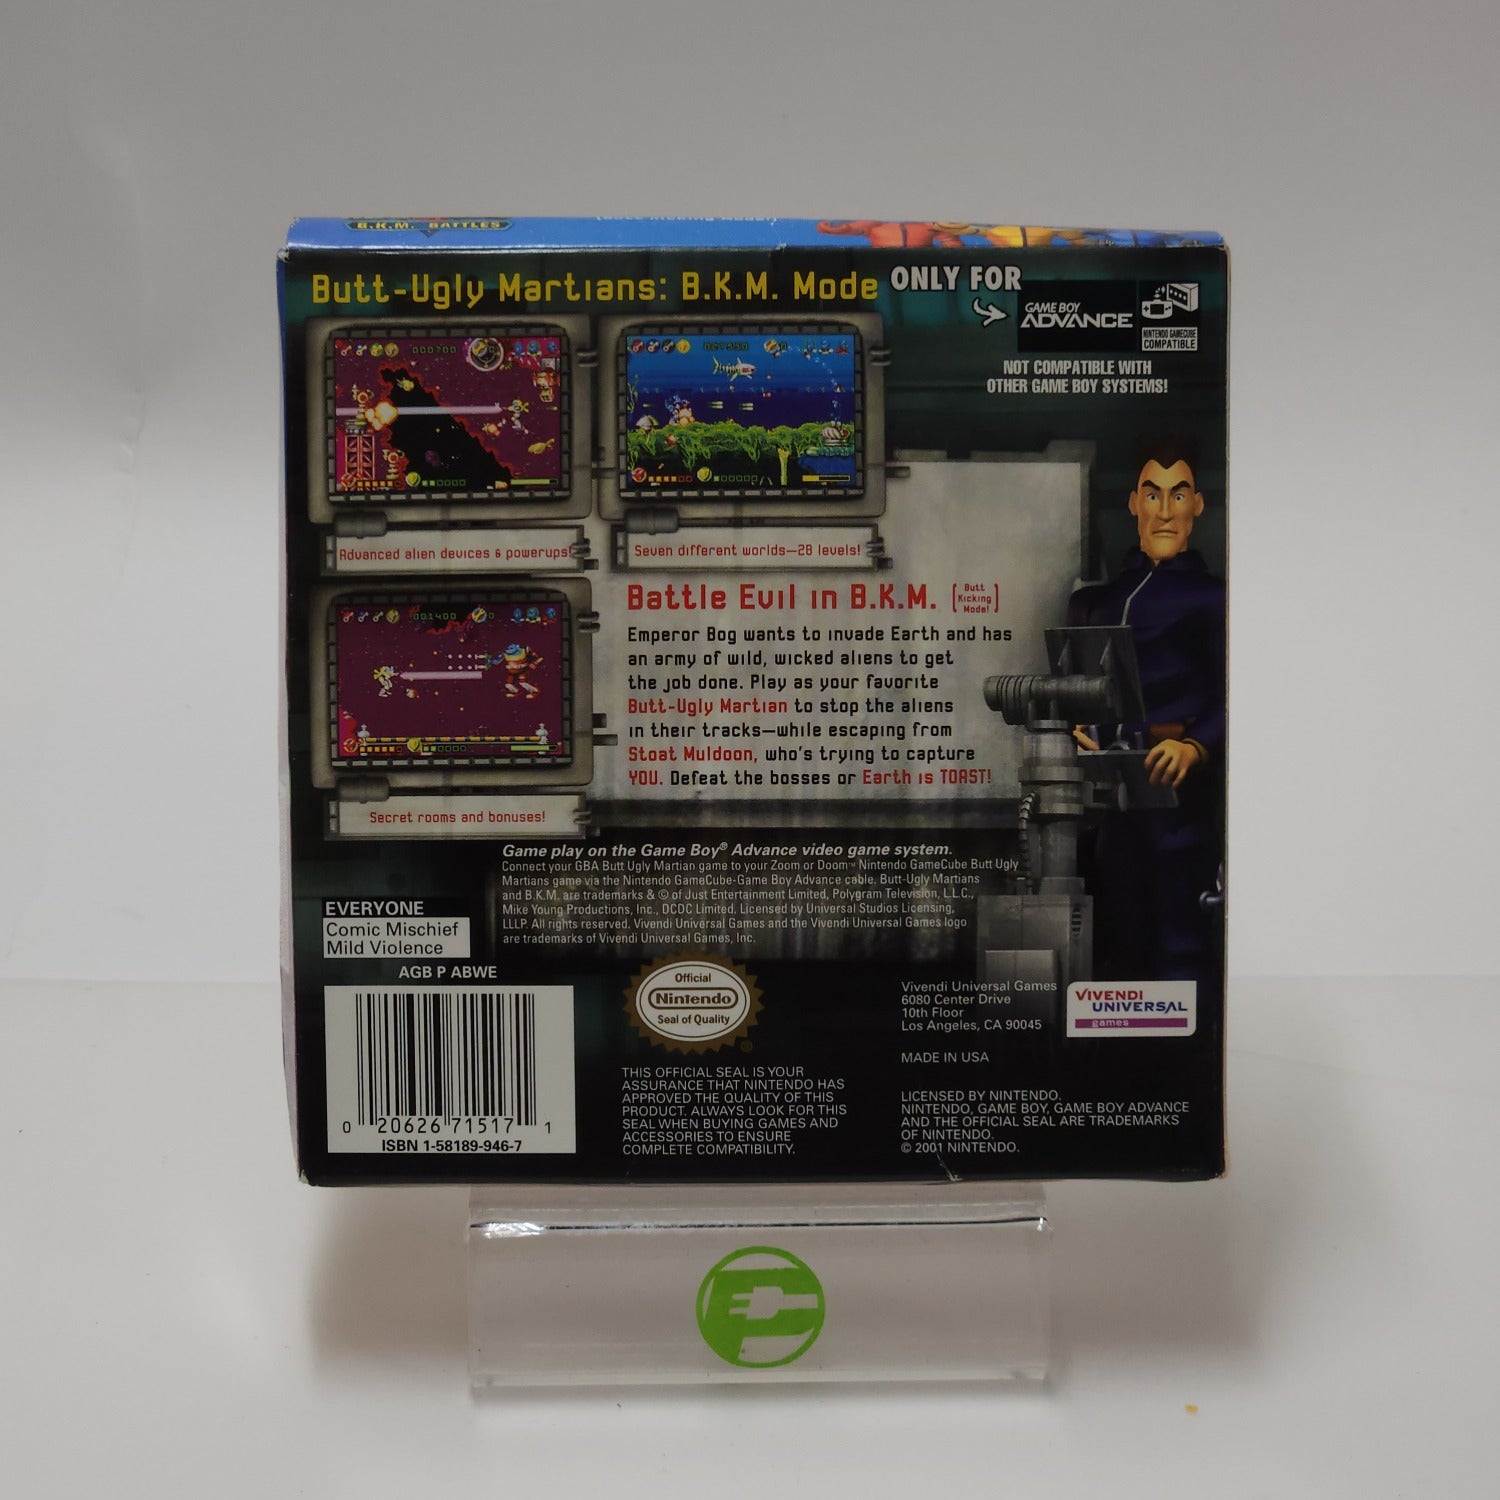 B.K.M. BATTLES
Butt-Ugly Martians: B.K.M. Mode
ONLY FOR
GAME BOY
ADVANCE
NINTENDO GAMECUBE
COMPATIBLE
NOT COMPATIBLE WITH
OTHER GAME BOY SYSTEMS!
000700
Advanced alien devices & powerups!
Seven different worlds—28 levels!
001400
Secret rooms and bonuses!
Battle Evil in B.K.M. [Butt
Kicking
Mode!]
Emperor Bog wants to invade Earth and has
an army of wild, wicked aliens to get
the job done. Play as your favorite
Butt-Ugly Martian to stop the aliens
in their tracks—while escaping from
Stoat Muldoon, who's trying to capture
YOU. Defeat the bosses or Earth is TOAST!
Game play on the Game Boy® Advance video game system.
Connect your GBA Butt Ugly Martian game to your Zoom or Doom™ Nintendo GameCube Butt Ugly
Martians game via the Nintendo GameCube-Game Boy Advance cable. Butt-Ugly Martians
and B.K.M. are trademarks & © of Just Entertainment Limited, Polygram Television, L.L.C.,
Mike Young Productions, Inc., DCDC Limited. Licensed by Universal Studios Licensing,
LLLP. All rights reserved. Vivendi Universal Games and the Vivendi Universal Games logo
are trademarks of Vivendi Universal Games, Inc.
EVERYONE
Comic Mischief
Mild Violence
AGB P ABWE
0 20626 71517 1
ISBN 1-58189-946-7
Official
Nintendo
Seal of Quality
®
THIS OFFICIAL SEAL IS YOUR
ASSURANCE THAT NINTENDO HAS
APPROVED THE QUALITY OF THIS
PRODUCT. ALWAYS LOOK FOR THIS
SEAL WHEN BUYING GAMES AND
ACCESSORIES TO ENSURE
COMPLETE COMPATIBILITY.
Vivendi Universal Games
6080 Center Drive
10th Floor
Los Angeles, CA 90045
VIVENDI
UNIVERSAL
games
MADE IN USA
LICENSED BY NINTENDO.
NINTENDO, GAME BOY, GAME BOY ADVANCE
AND THE OFFICIAL SEAL ARE TRADEMARKS
OF NINTENDO.
© 2001 NINTENDO.